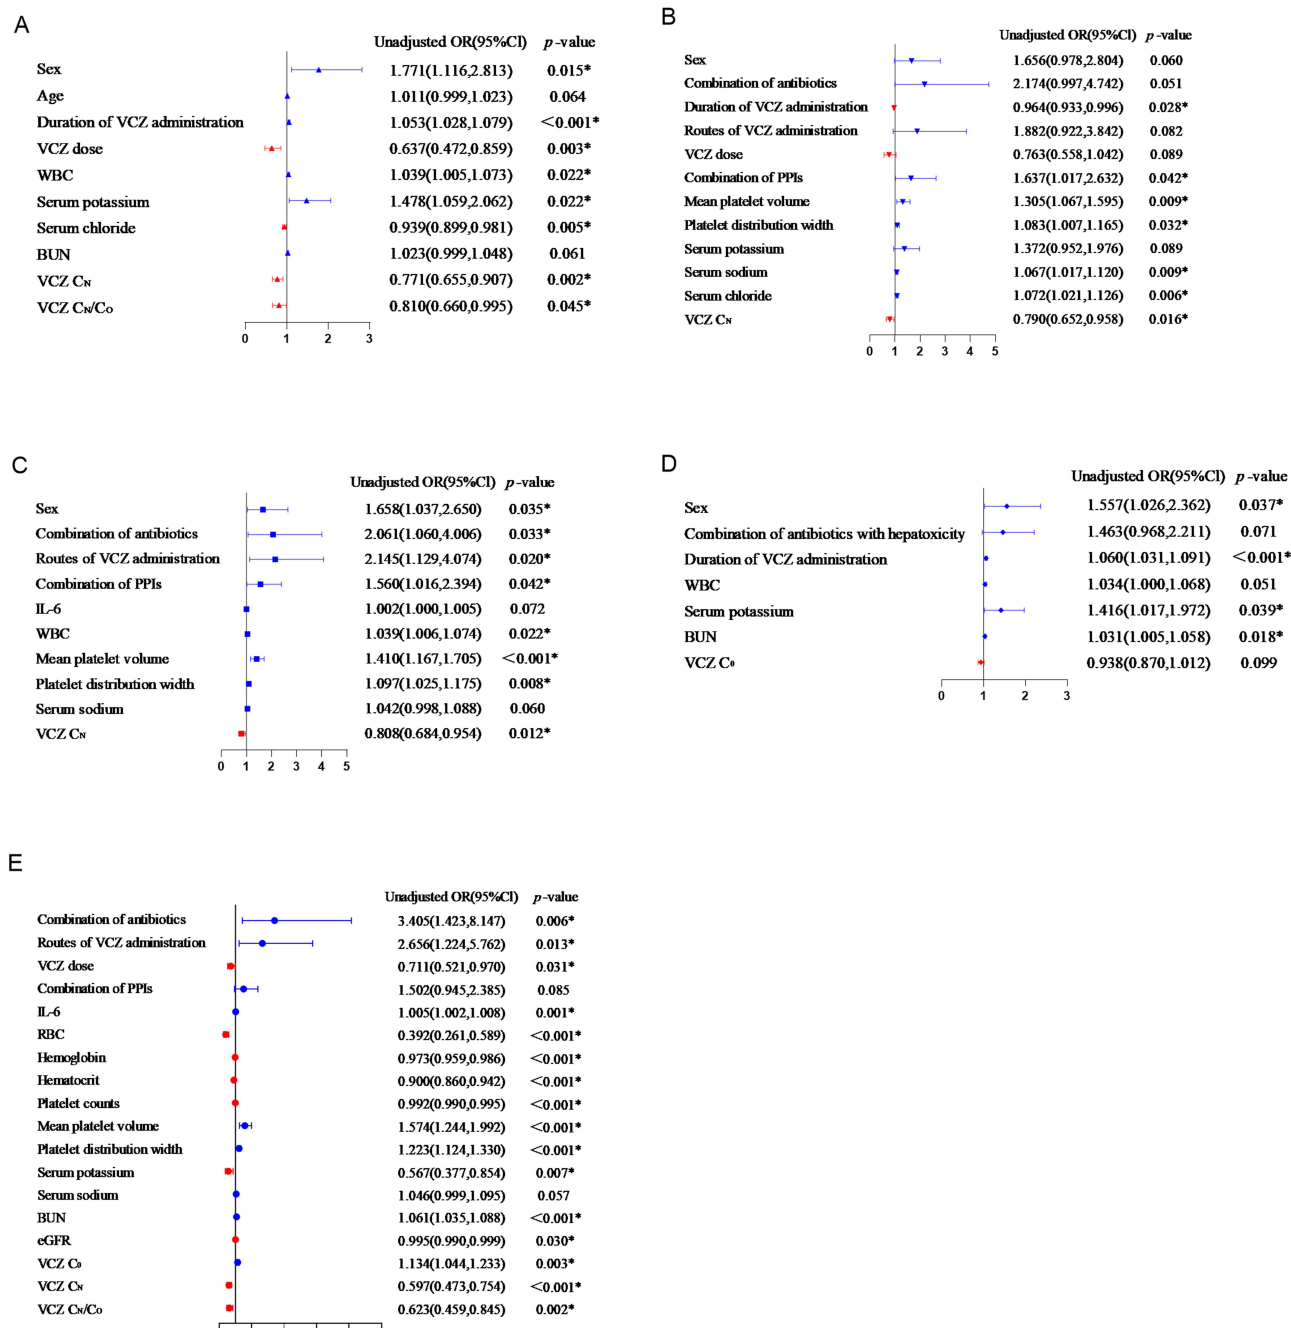 A
Unadjusted OR(95%Cl) p-value
Sex 1.771(1.116,2.813) 0.015*
Age 1.011(0.999,1.023) 0.064
Duration of VCZ administration 1.053(1.028,1.079) <0.001*
VCZ dose 0.637(0.472,0.859) 0.003*
WBC 1.039(1.005,1.073) 0.022*
Serum potassium 1.478(1.059,2.062) 0.022*
Serum chloride 0.939(0.899,0.981) 0.005*
BUN 1.023(0.999,1.048) 0.061
VCZ CN 0.771(0.655,0.907) 0.002*
VCZ CN/CO 0.810(0.660,0.995) 0.045*
0 1 2 3
B
Unadjusted OR(95%Cl) p-value
Sex 1.656(0.978,2.804) 0.060
Combination of antibiotics 2.174(0.997,4.742) 0.051
Duration of VCZ administration 0.964(0.933,0.996) 0.028*
Routes of VCZ administration 1.882(0.922,3.842) 0.082
VCZ dose 0.763(0.558,1.042) 0.089
Combination of PPIs 1.637(1.017,2.632) 0.042*
Mean platelet volume 1.305(1.067,1.595) 0.009*
Platelet distribution width 1.083(1.007,1.165) 0.032*
Serum potassium 1.372(0.952,1.976) 0.089
Serum sodium 1.067(1.017,1.120) 0.009*
Serum chloride 1.072(1.021,1.126) 0.006*
VCZ CN 0.790(0.652,0.958) 0.016*
0 1 2 3 4 5
C
Unadjusted OR(95%Cl) p-value
Sex 1.658(1.037,2.650) 0.035*
Combination of antibiotics 2.061(1.060,4.006) 0.033*
Routes of VCZ administration 2.145(1.129,4.074) 0.020*
Combination of PPIs 1.560(1.016,2.394) 0.042*
IL-6 1.002(1.000,1.005) 0.072
WBC 1.039(1.006,1.074) 0.022*
Mean platelet volume 1.410(1.167,1.705) <0.001*
Platelet distribution width 1.097(1.025,1.175) 0.008*
Serum sodium 1.042(0.998,1.088) 0.060
VCZ CN 0.808(0.684,0.954) 0.012*
0 1 2 3 4 5
D
Unadjusted OR(95%Cl) p-value
Sex 1.557(1.026,2.362) 0.037*
Combination of antibiotics with hepatoxicity 1.463(0.968,2.211) 0.071
Duration of VCZ administration 1.060(1.031,1.091) <0.001*
WBC 1.034(1.000,1.068) 0.051
Serum potassium 1.416(1.017,1.972) 0.039*
BUN 1.031(1.005,1.058) 0.018*
VCZ C0 0.938(0.870,1.012) 0.099
0 1 2 3
E
Unadjusted OR(95%Cl) p-value
Combination of antibiotics 3.405(1.423,8.147) 0.006*
Routes of VCZ administration 2.656(1.224,5.762) 0.013*
VCZ dose 0.711(0.521,0.970) 0.031*
Combination of PPIs 1.502(0.945,2.385) 0.085
IL-6 1.005(1.002,1.008) 0.001*
RBC 0.392(0.261,0.589) <0.001*
Hemoglobin 0.973(0.959,0.986) <0.001*
Hematocrit 0.900(0.860,0.942) <0.001*
Platelet counts 0.992(0.990,0.995) <0.001*
Mean platelet volume 1.574(1.244,1.992) <0.001*
Platelet distribution width 1.223(1.124,1.330) <0.001*
Serum potassium 0.567(0.377,0.854) 0.007*
Serum sodium 1.046(0.999,1.095) 0.057
BUN 1.061(1.035,1.088) <0.001*
eGFR 0.995(0.990,0.999) 0.030*
VCZ C0 1.134(1.044,1.233) 0.003*
VCZ CN 0.597(0.473,0.754) <0.001*
VCZ CN/CO 0.623(0.459,0.845) 0.002*